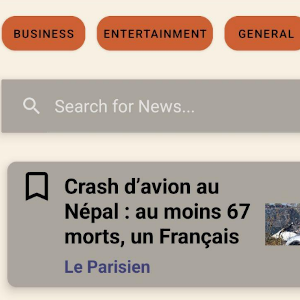 BUSINESS ENTERTAINMENT GENERAL
Search for News...
Crash d’avion au
Népal : au moins 67
morts, un Français
Le Parisien